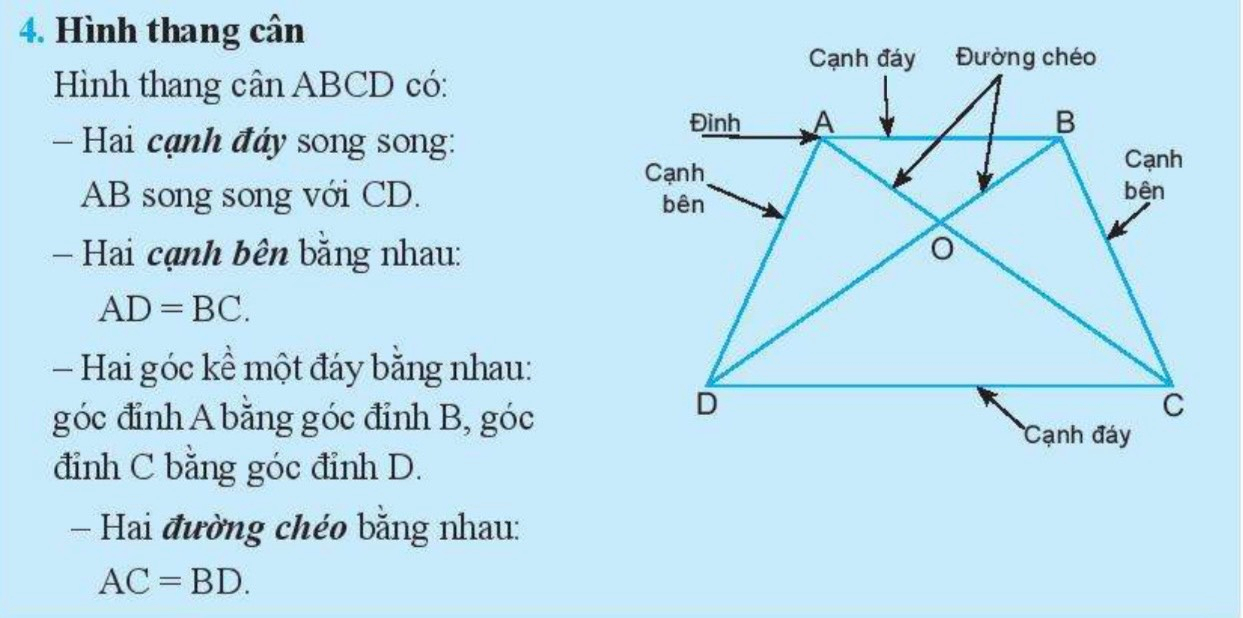 4. Hình thang cân
Hình thang cân ABCD có:
– Hai cạnh đáy song song:
AB song song với CD.
– Hai cạnh bên bằng nhau:
AD = BC.
– Hai góc kề một đáy bằng nhau:
góc đỉnh A bằng góc đỉnh B, góc
đỉnh C bằng góc đỉnh D.
– Hai đường chéo bằng nhau:
AC = BD.
Cạnh đáy
Đường chéo
Đỉnh
A
B
Cạnh
bên
Cạnh
bên
O
D
C
Cạnh đáy